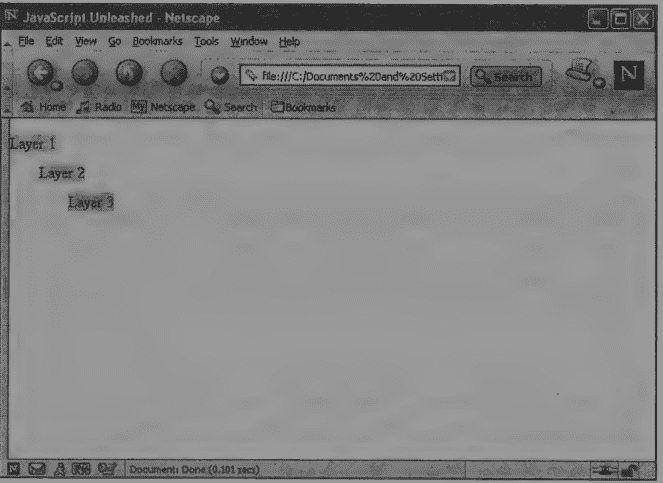 N JavaScript Unleashed - Netscape
File Edit View Go Bookmarks Tools Window Help
file:///C:/Documents%20and%20Setti Search N
Home Radio My Netscape Search Bookmarks
Layer 1
Layer 2
Layer 3
N Document: Done (0.101 secs)